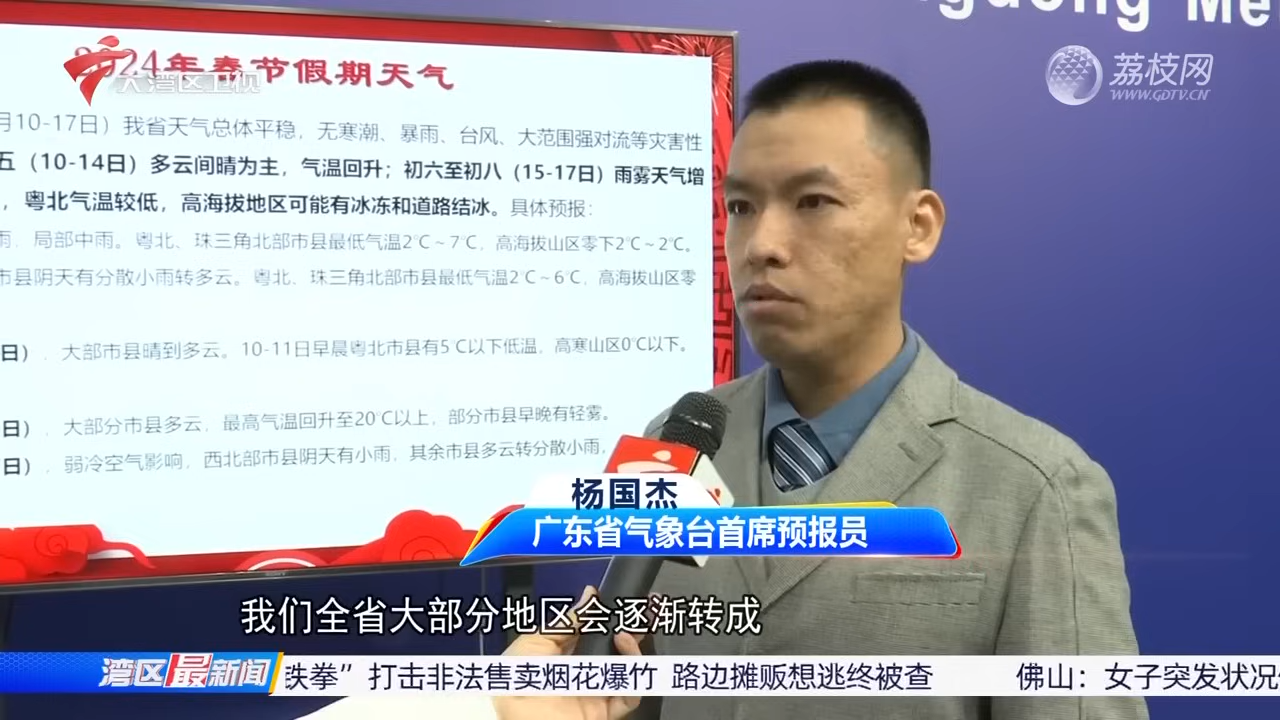 2024年春节假期天气
大湾区卫视
荔枝网
WWW.GDTV.CN
月10-17日）我省天气总体平稳，无寒潮、暴雨、台风、大范围强对流等灾害性
五（10-14日）多云间晴为主，气温回升；初六至初八（15-17日）雨雾天气增
，粤北气温较低，高海拔地区可能有冰冻和道路结冰。具体预报：
雨，局部中雨。粤北、珠三角北部市县最低气温2℃～7℃，高海拔山区零下2℃～2℃。
市县阴天有分散小雨转多云。粤北、珠三角北部市县最低气温2℃～6℃，高海拔山区零
日），大部市县晴到多云。10-11日早晨粤北市县有5℃以下低温，高寒山区0℃以下。
日），大部分市县多云，最高气温回升至20℃以上，部分市县早晚有轻雾。
日），弱冷空气影响，西北部市县阴天有小雨，其余市县多云转分散小雨，
杨国杰
广东省气象台首席预报员
我们全省大部分地区会逐渐转成
湾区最新闻
铁拳”打击非法售卖烟花爆竹 路边摊贩想逃终被查 佛山：女子突发状况